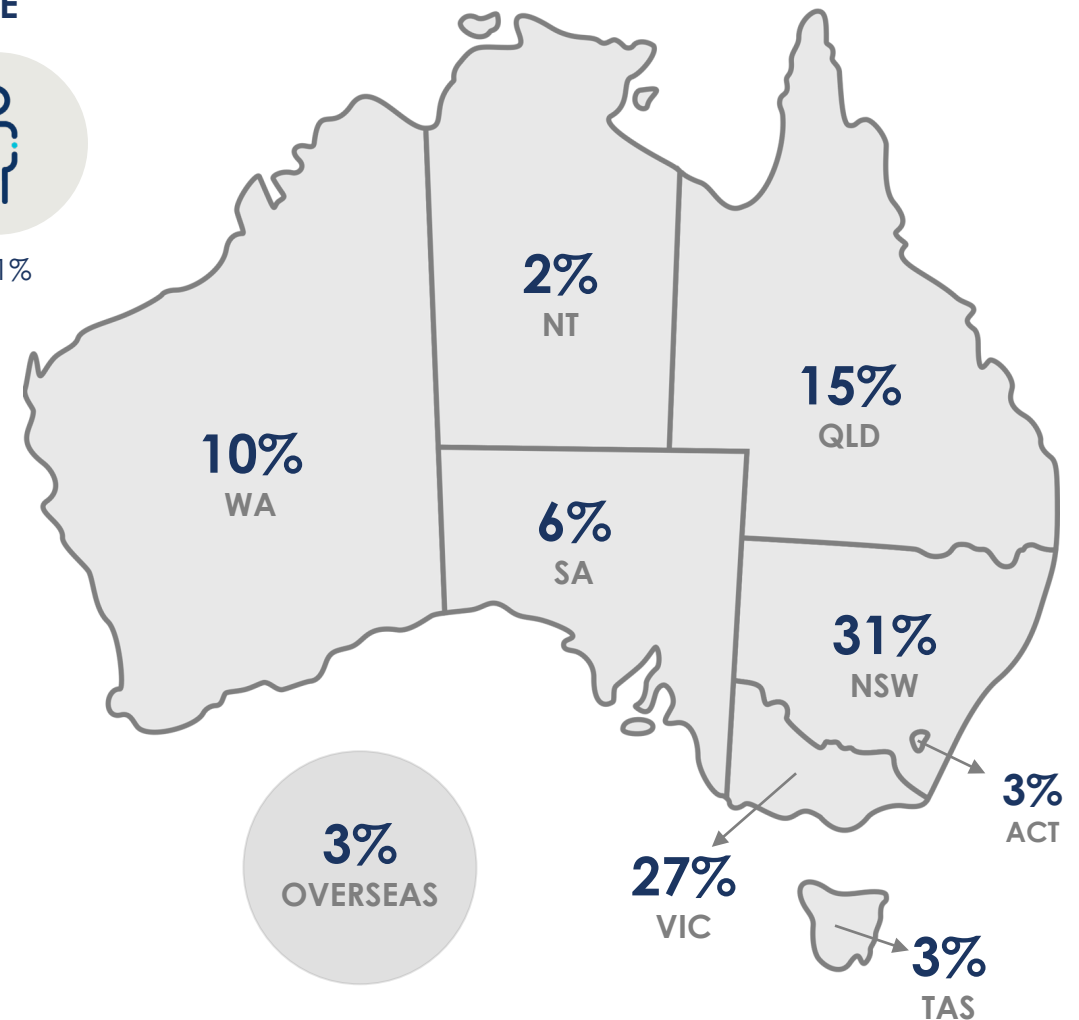 E
1%
2%
NT
15%
QLD
10%
WA
6%
SA
31%
NSW
3%
ACT
3%
OVERSEAS
27%
VIC
3%
TAS